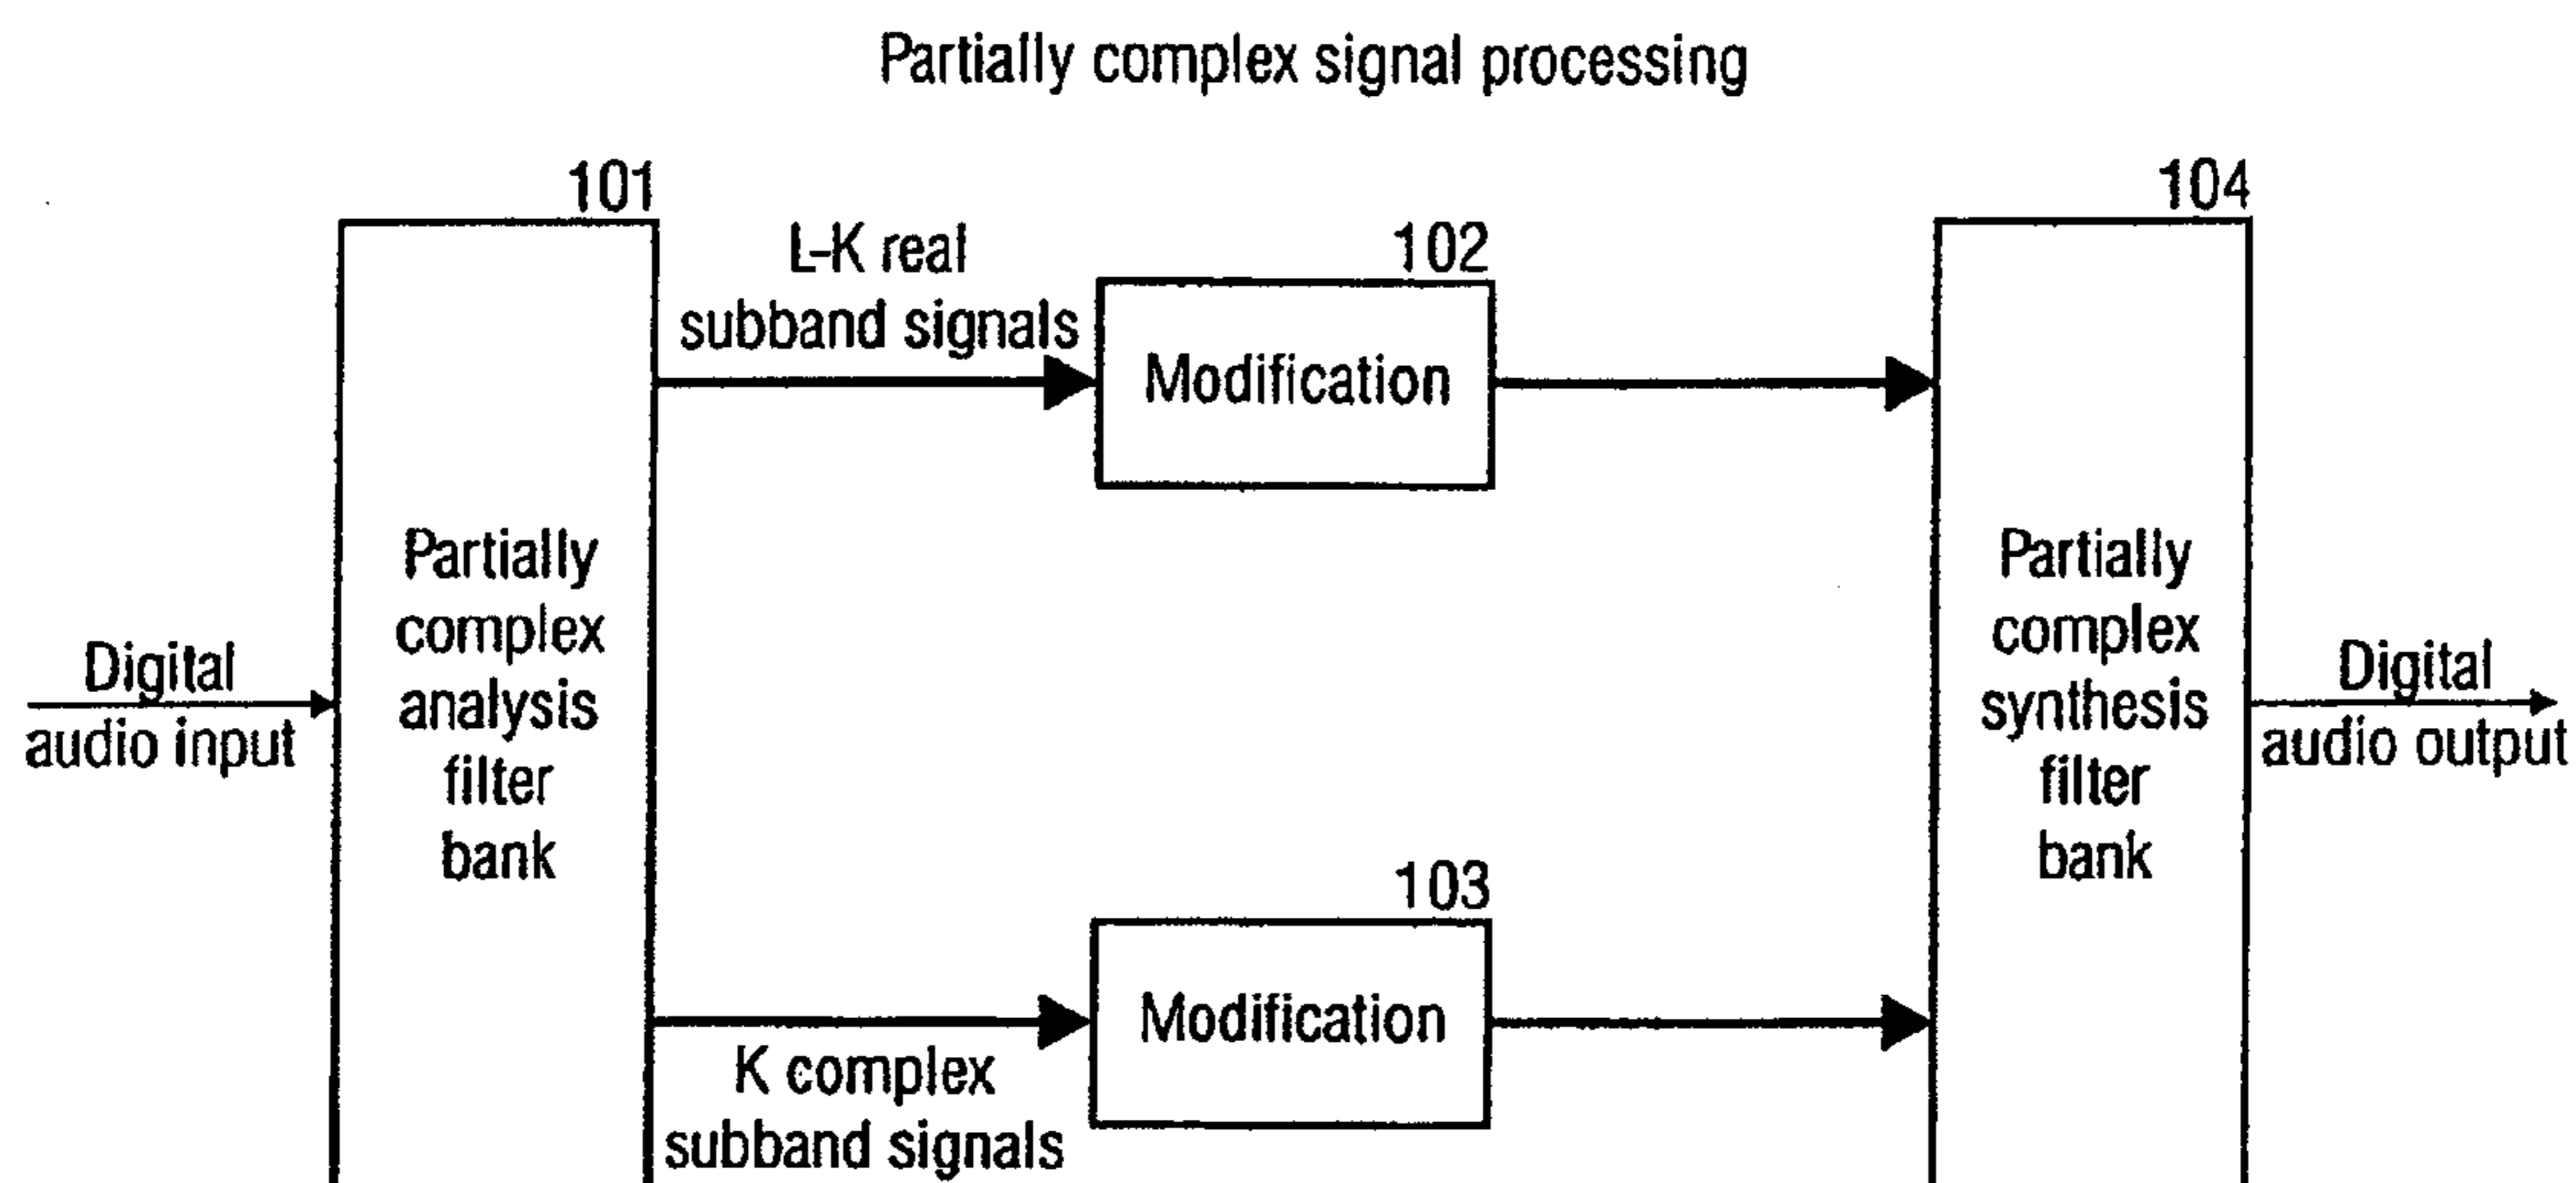 Partially complex signal processing
101
L-K real
subband signals
102
Modification
104
Partially
complex
analysis
filter
bank
Digital
audio input
Partially
complex
synthesis
filter
bank
Digital
audio output
103
Modification
K complex
subband signals